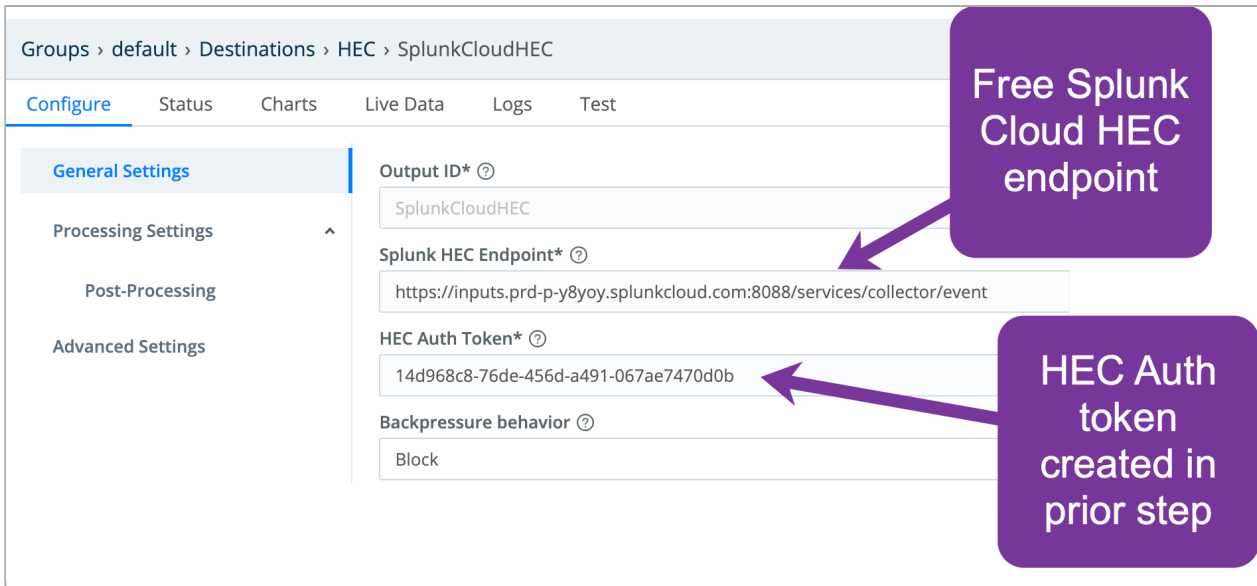 Groups › default › Destinations › HEC › SplunkCloudHEC
Configure Status Charts Live Data Logs Test
General Settings
Processing Settings
Post-Processing
Advanced Settings
Output ID*
SplunkCloudHEC
Splunk HEC Endpoint*
https://inputs.prd-p-y8yoy.splunkcloud.com:8088/services/collector/event
HEC Auth Token*
14d968c8-76de-456d-a491-067ae7470d0b
Backpressure behavior
Block
Free Splunk
Cloud HEC
endpoint
HEC Auth
token
created in
prior step